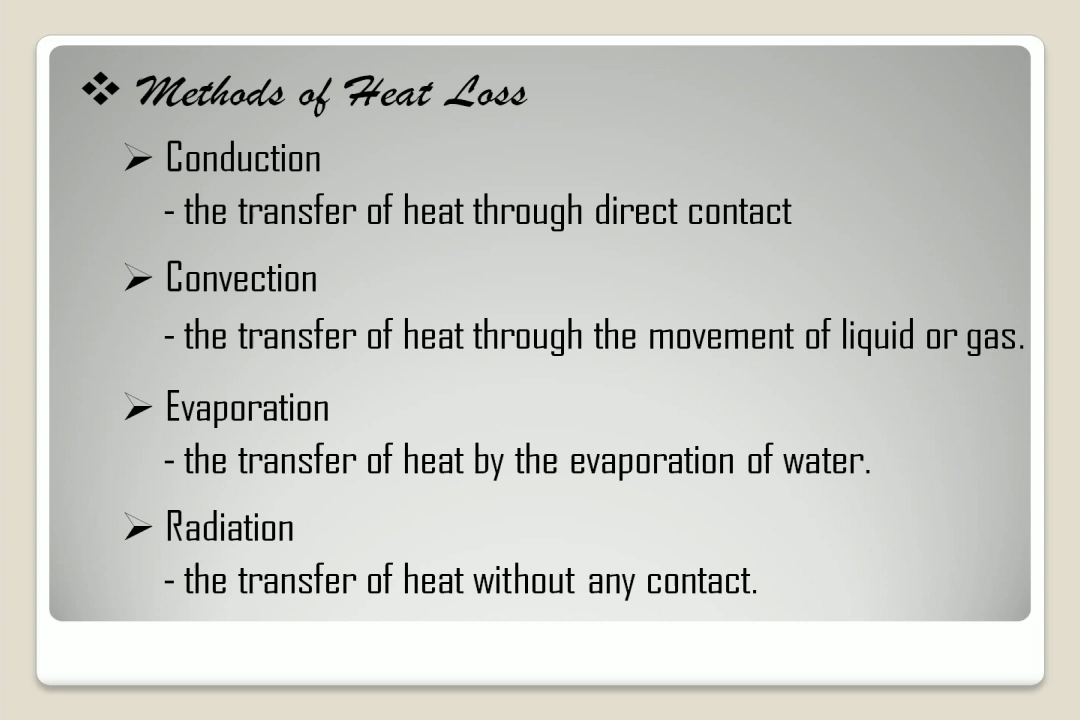 ❖ Methods of Heat Loss
➢ Conduction
- the transfer of heat through direct contact
➢ Convection
- the transfer of heat through the movement of liquid or gas.
➢ Evaporation
- the transfer of heat by the evaporation of water.
➢ Radiation
- the transfer of heat without any contact.